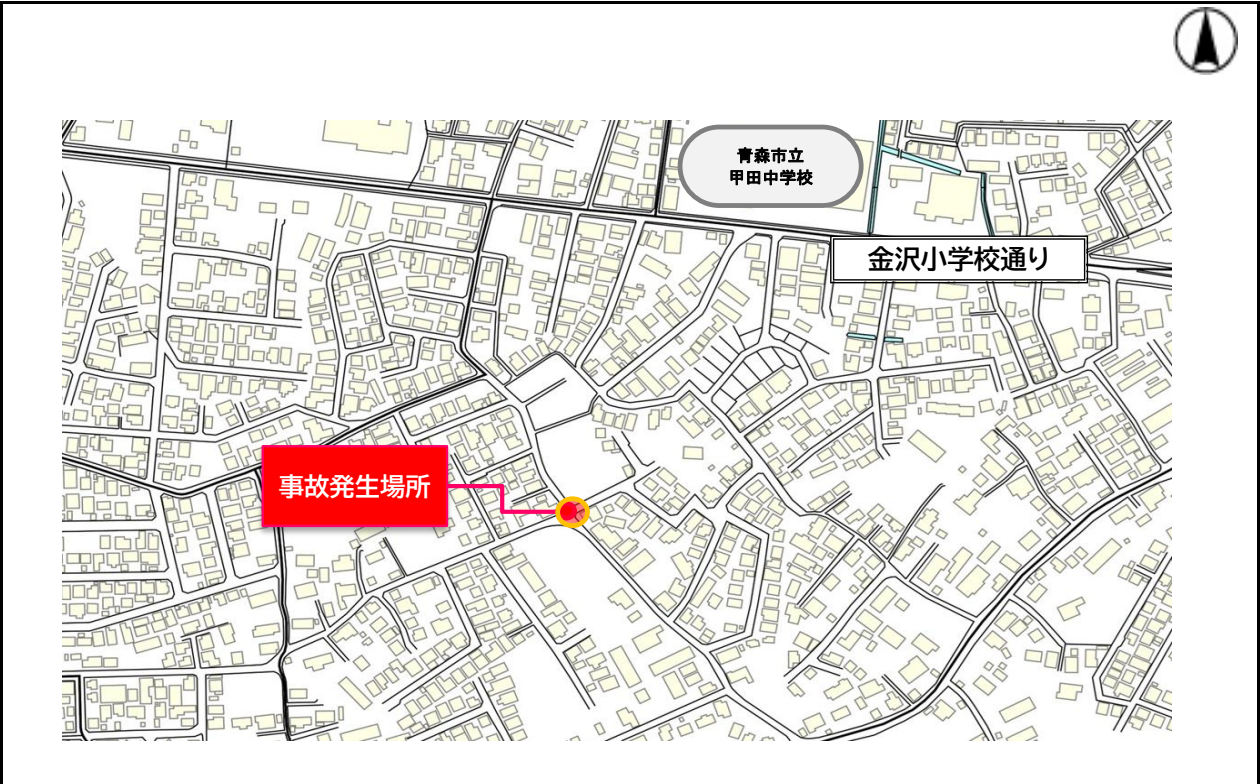 青森市立
甲田中学校
金沢小学校通り
事故発生場所